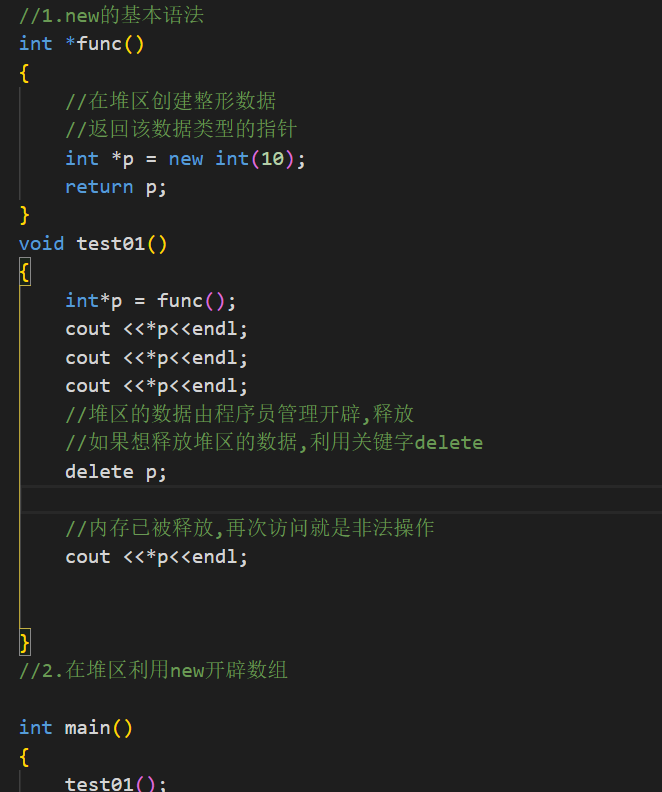 //1.new的基本语法
int *func()
{
//在堆区创建整形数据
//返回该数据类型的指针
int *p = new int(10);
return p;
}
void test01()
{
int*p = func();
cout <<*p<<endl;
cout <<*p<<endl;
cout <<*p<<endl;
//堆区的数据由程序员管理开辟,释放
//如果想释放堆区的数据,利用关键字delete
delete p;
//内存已被释放,再次访问就是非法操作
cout <<*p<<endl;
}
//2.在堆区利用new开辟数组
int main()
{
test01();